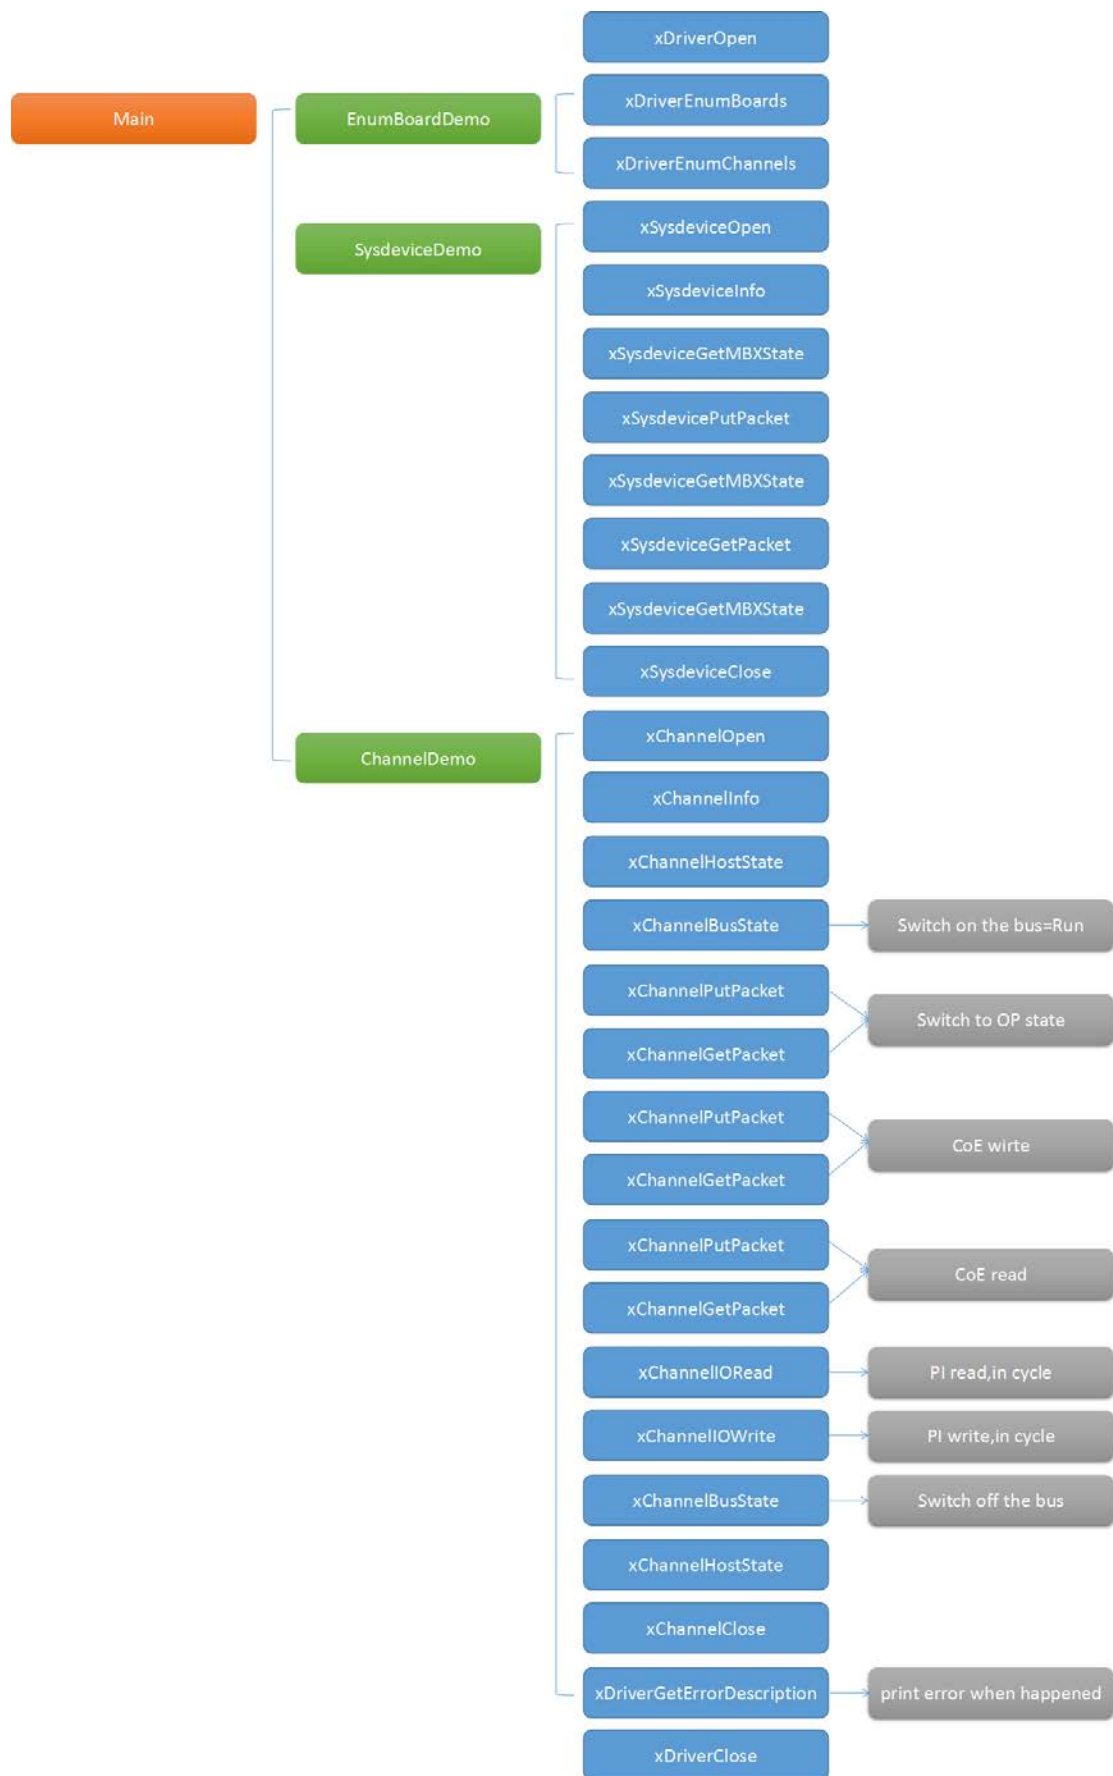 xDriverOpen
Main
EnumBoardDemo
xDriverEnumBoards
xDriverEnumChannels
SysdeviceDemo
xSysdeviceOpen
xSysdeviceInfo
xSysdeviceGetMBXState
xSysdevicePutPacket
xSysdeviceGetMBXState
xSysdeviceGetPacket
xSysdeviceGetMBXState
xSysdeviceClose
ChannelDemo
xChannelOpen
xChannelInfo
xChannelHostState
xChannelBusState
Switch on the bus=Run
xChannelPutPacket
xChannelGetPacket
Switch to OP state
xChannelPutPacket
xChannelGetPacket
CoE wirte
xChannelPutPacket
xChannelGetPacket
CoE read
xChannelIORead
PI read,in cycle
xChannelIOWrite
PI write,in cycle
xChannelBusState
Switch off the bus
xChannelHostState
xChannelClose
xDriverGetErrorDescription
print error when happened
xDriverClose